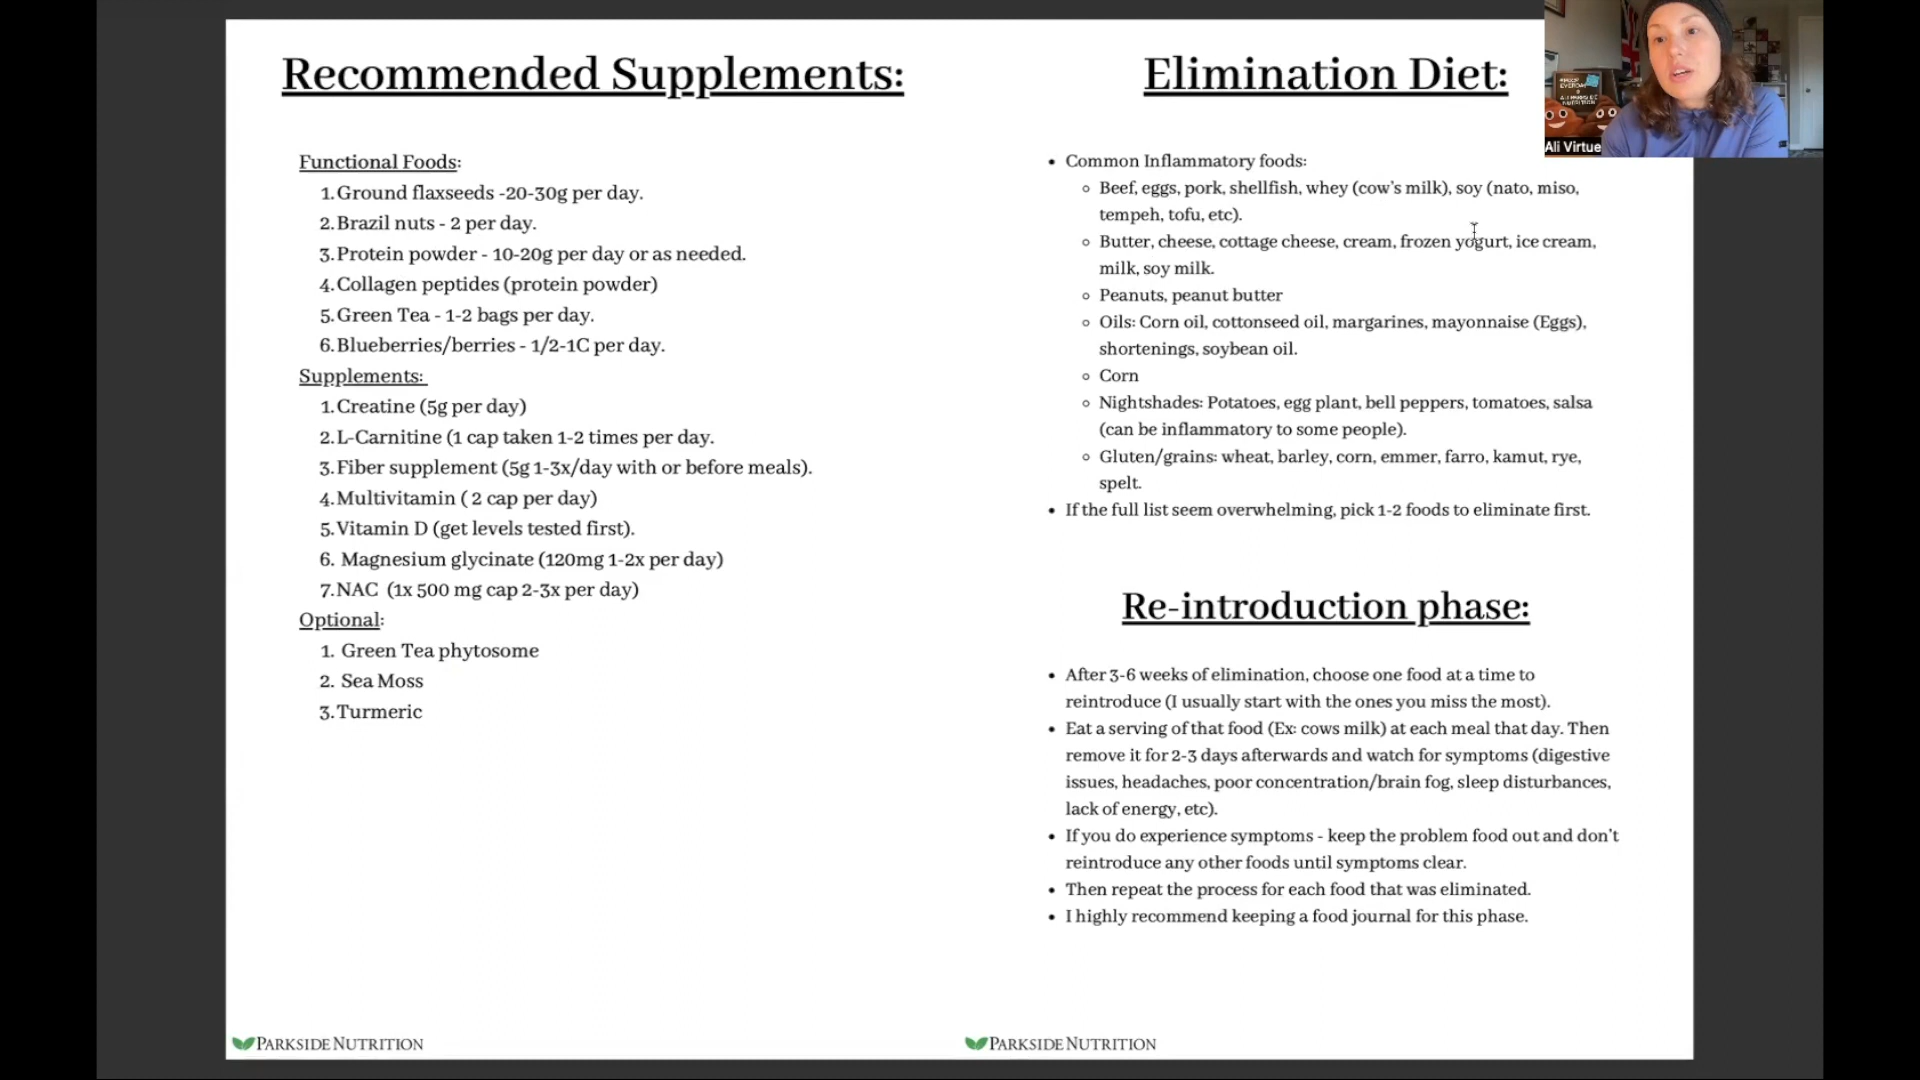 Recommended Supplements:
Functional Foods:
1.Ground flaxseeds -20-30g per day.
2.Brazil nuts - 2 per day.
3.Protein powder - 10-20g per day or as needed.
4.Collagen peptides (protein powder)
5.Green Tea - 1-2 bags per day.
6.Blueberries/berries - 1/2-1C per day.
Supplements:
1.Creatine (5g per day)
2.L-Carnitine (1 cap taken 1-2 times per day.
3.Fiber supplement (5g 1-3x/day with or before meals).
4.Multivitamin ( 2 cap per day)
5.Vitamin D (get levels tested first).
6. Magnesium glycinate (120mg 1-2x per day)
7.NAC (1x 500 mg cap 2-3x per day)
Optional:
1. Green Tea phytosome
2. Sea Moss
3.Turmeric
PARKSIDE NUTRITION
Elimination Diet:
• Common Inflammatory foods:
◦ Beef, eggs, pork, shellfish, whey (cow's milk), soy (nato, miso,
tempeh, tofu, etc).
◦ Butter, cheese, cottage cheese, cream, frozen yogurt, ice cream,
milk, soy milk.
◦ Peanuts, peanut butter
◦ Oils: Corn oil, cottonseed oil, margarines, mayonnaise (Eggs),
shortenings, soybean oil.
◦ Corn
◦ Nightshades: Potatoes, egg plant, bell peppers, tomatoes, salsa
(can be inflammatory to some people).
◦ Gluten/grains: wheat, barley, corn, emmer, farro, kamut, rye,
spelt.
• If the full list seem overwhelming, pick 1-2 foods to eliminate first.
Re-introduction phase:
• After 3-6 weeks of elimination, choose one food at a time to
reintroduce (I usually start with the ones you miss the most).
• Eat a serving of that food (Ex: cows milk) at each meal that day. Then
remove it for 2-3 days afterwards and watch for symptoms (digestive
issues, headaches, poor concentration/brain fog, sleep disturbances,
lack of energy, etc).
• If you do experience symptoms - keep the problem food out and don't
reintroduce any other foods until symptoms clear.
• Then repeat the process for each food that was eliminated.
• I highly recommend keeping a food journal for this phase.
PARKSIDE NUTRITION
EVERYDAY
NUTRITION
Ali Virtue